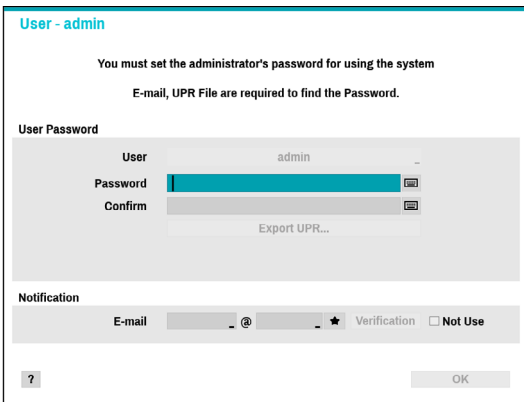 User - admin
You must set the administrator's password for using the system
E-mail, UPR File are required to find the Password.
User Password
User admin _
Password
Confirm
Export UPR...
Notification
E-mail _ @ _ ★ Verification Not Use
? OK